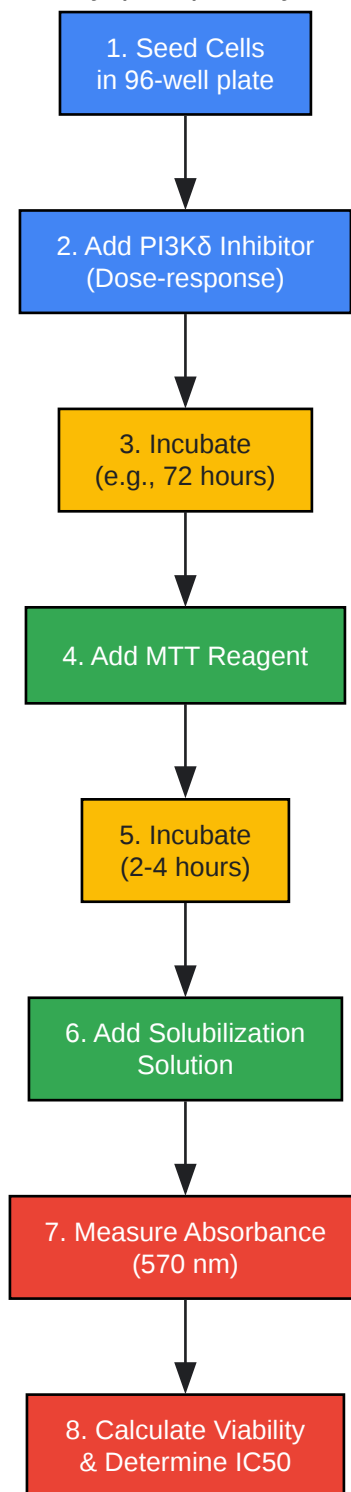 1. Seed Cells
in 96-well plate
2. Add PI3Kδ Inhibitor
(Dose-response)
3. Incubate
(e.g., 72 hours)
4. Add MTT Reagent
5. Incubate
(2-4 hours)
6. Add Solubilization
Solution
7. Measure Absorbance
(570 nm)
8. Calculate Viability
& Determine IC50